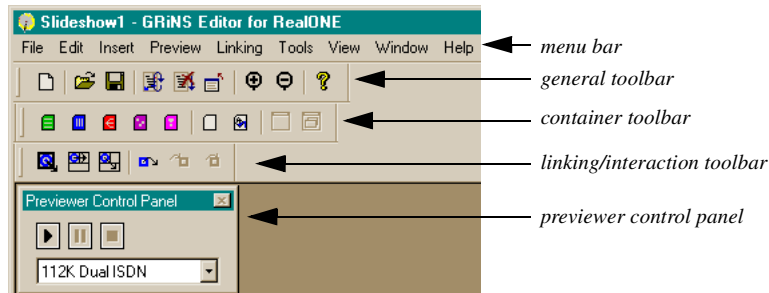 Slideshow1 - GRiNS Editor for RealONE
File Edit Insert Preview Linking Tools View Window Help
menu bar
general toolbar
container toolbar
linking/interaction toolbar
Previewer Control Panel
previewer control panel
112K Dual ISDN